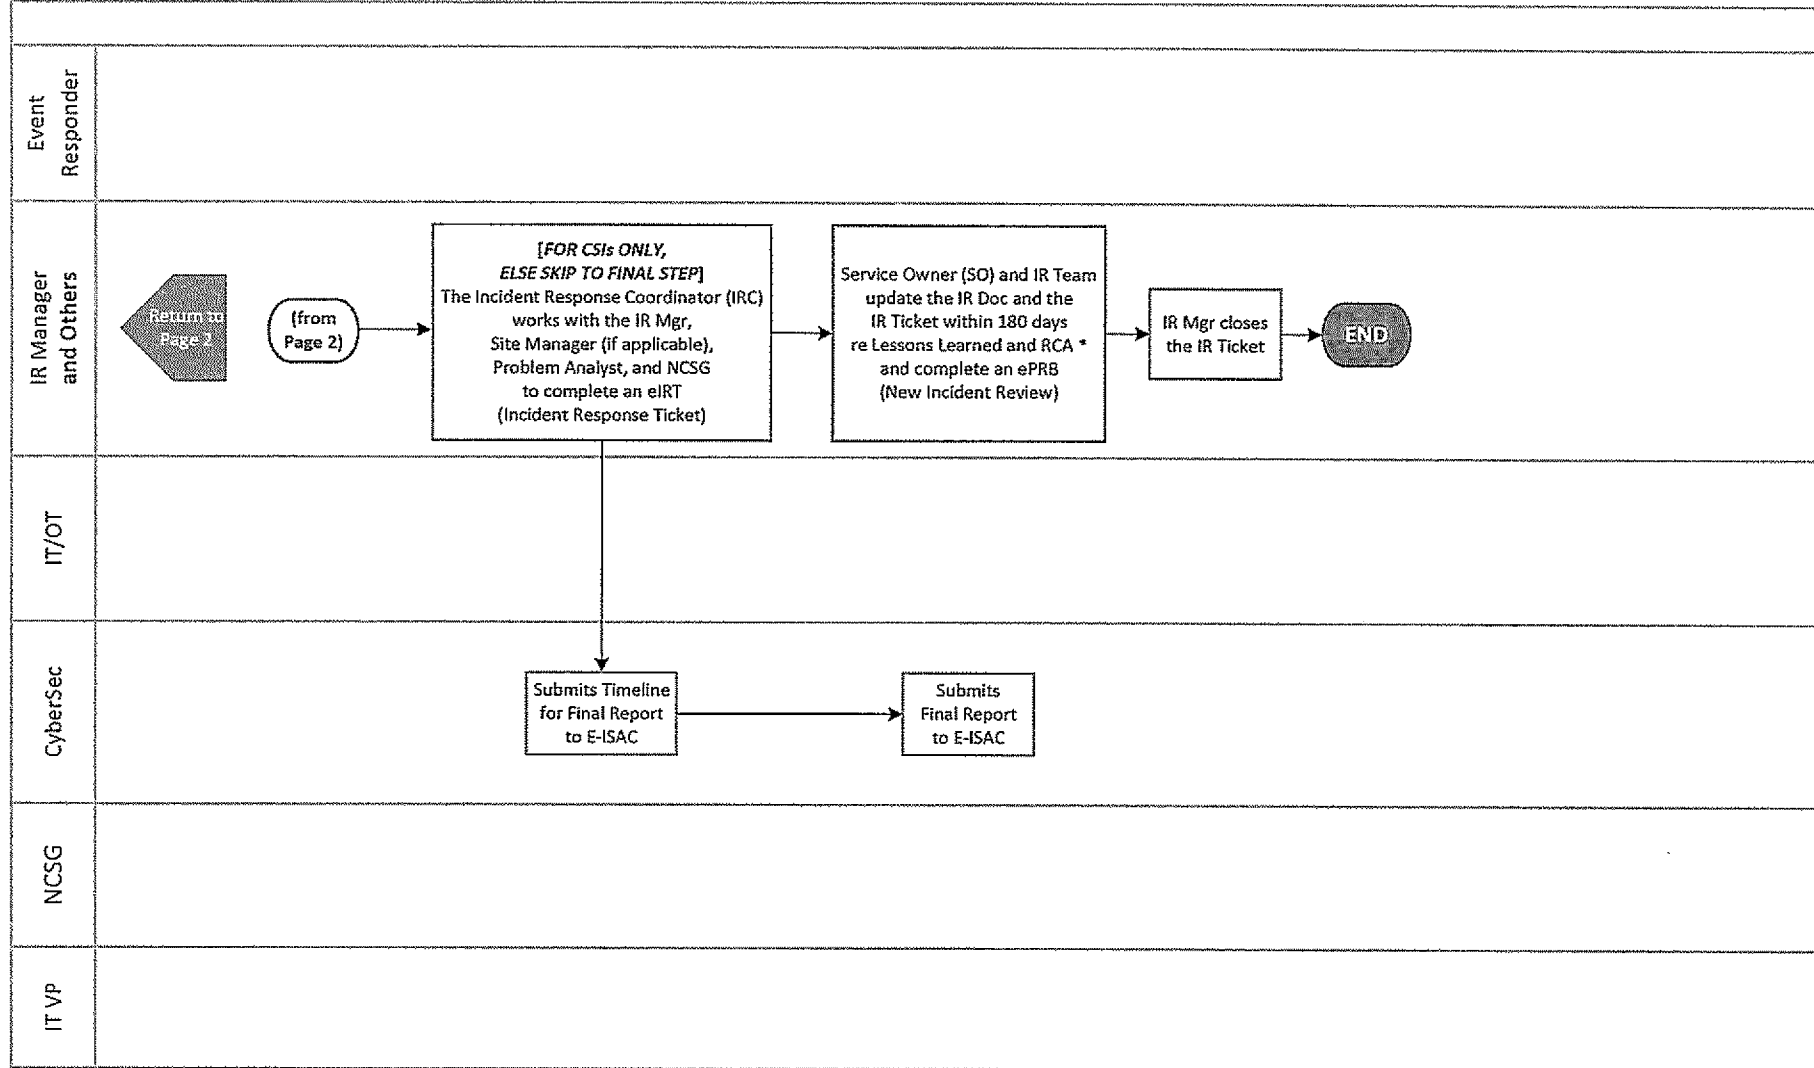 Event
Responder
IR Manager
and Others
Return to
Page 2
(from
Page 2)
[FOR CSIs ONLY,
ELSE SKIP TO FINAL STEP]
The Incident Response Coordinator (IRC)
works with the IR Mgr,
Site Manager (if applicable),
Problem Analyst, and NCSG
to complete an eIRT
(Incident Response Ticket)
Service Owner (SO) and IR Team
update the IR Doc and the
IR Ticket within 180 days
re Lessons Learned and RCA *
and complete an ePRB
(New Incident Review)
IR Mgr closes
the IR Ticket
END
IT/OT
CyberSec
Submits Timeline
for Final Report
to E-ISAC
Submits
Final Report
to E-ISAC
NCSG
IT VP